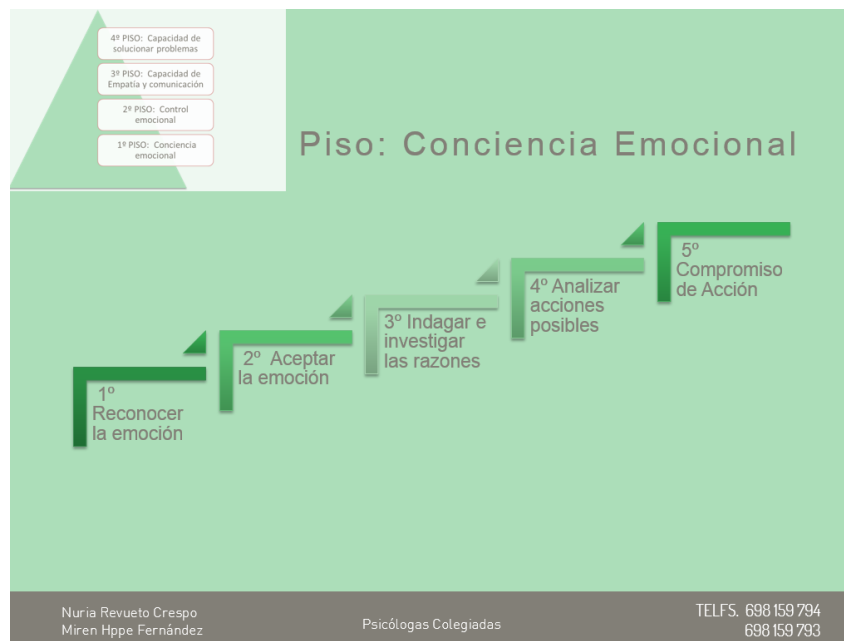 4º PISO: Capacidad de
solucionar problemas
3º PISO: Capacidad de
Empatía y comunicación
2º PISO: Control
emocional
1º PISO: Conciencia
emocional
Piso: Conciencia Emocional
1º
Reconocer
la emoción
2º Aceptar
la emoción
3º Indagar e
investigar
las razones
4º Analizar
acciones
posibles
5º
Compromiso
de Acción
Nuria Revueto Crespo
Miren Hppe Fernández
Psicólogas Colegiadas
TELFS. 698 159 794
698 159 793